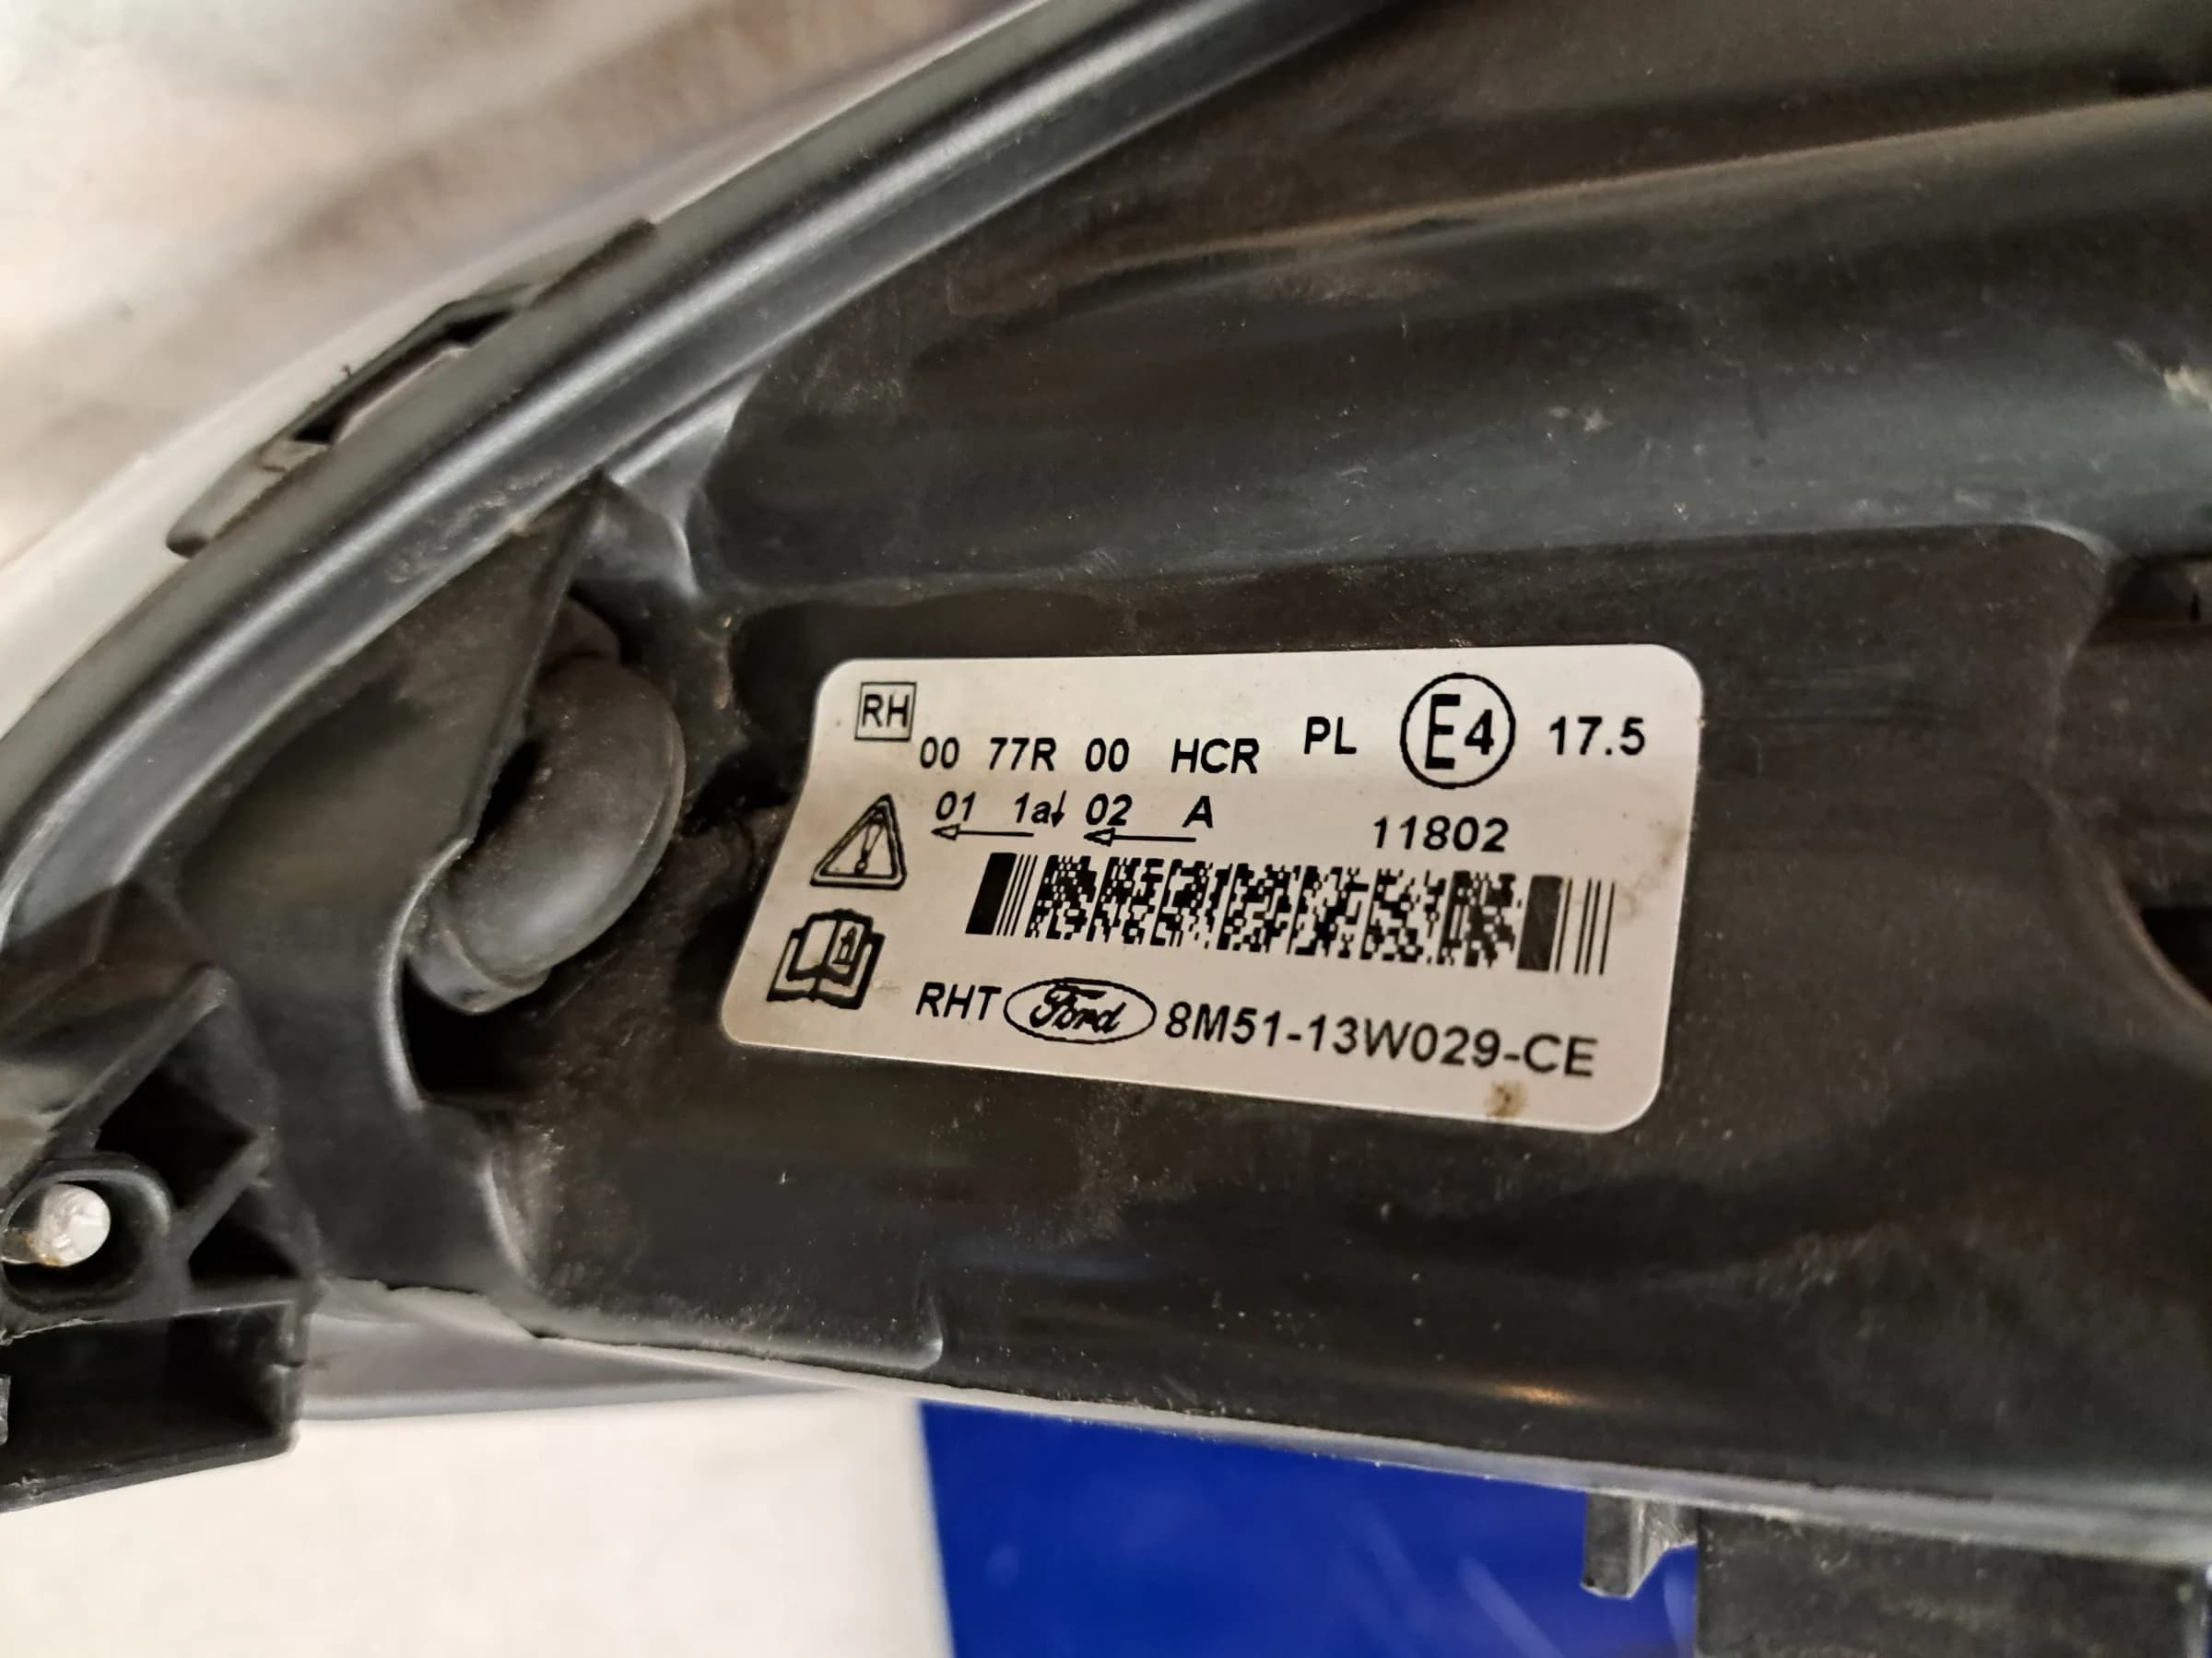 RH
00 77R 00 HCR PL E4 17.5
01 1a 02 A 11802
RHT Ford 8M51-13W029-CE